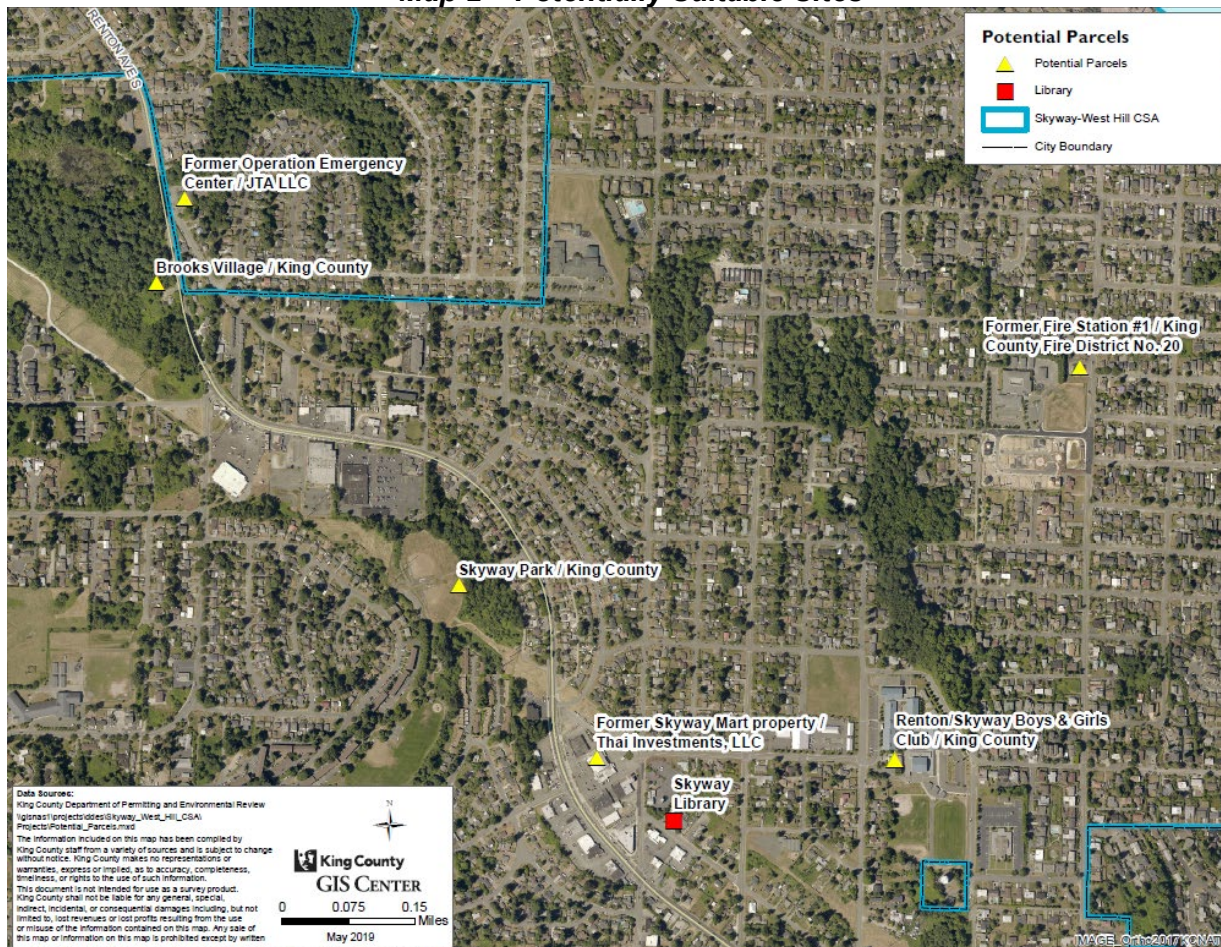 RENTON AVE S
Potential Parcels
Potential Parcels
Library
Skyway-West Hill CSA
City Boundary
Former Operation Emergency
Center / JTA LLC
Brooks Village / King County
Former Fire Station #1 / King
County Fire District No. 20
Skyway Park / King County
Former Skyway Mart property /
Thai Investments, LLC
Renton/Skyway Boys & Girls
Club / King County
Skyway
Library
Data Sources:
King County Department of Permitting and Environmental Review
The information included on this map has been compiled by
King County staff from a variety of sources and is subject to change
without notice. King County makes no representations or
warranties, express or implied, as to accuracy, completeness,
timeliness, or rights to the use of such information.
This document is not intended for use as a survey product.
King County shall not be liable for any general, special,
indirect, incidental, or consequential damages including, but not
limited to, lost revenues or lost profits resulting from the use
or misuse of the information contained on this map. Any sale of
this map or information on this map is prohibited except by written
N
King County
GIS CENTER
0 0.075 0.15
Miles
May 2019